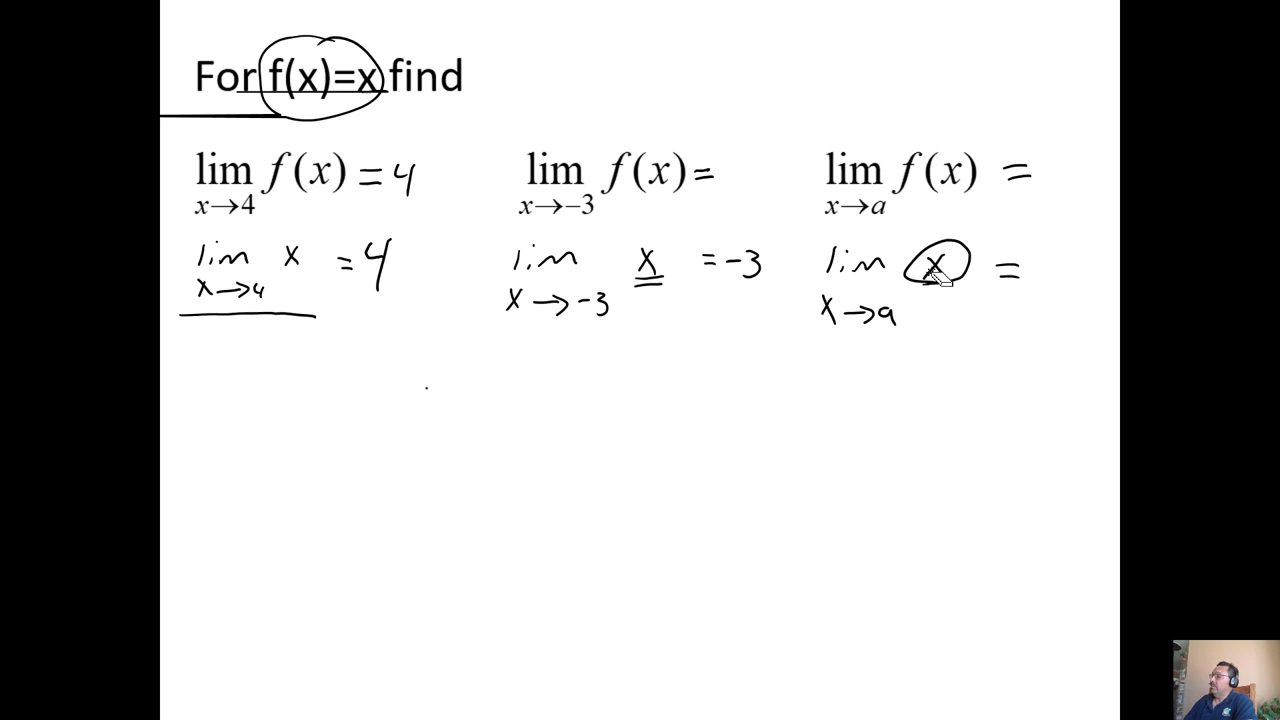 For f(x)=x find
lim f(x) = 4
x→4
lim x = 4
x→4
lim f(x) =
x→−3
lim x = -3
x→-3
lim f(x) =
x→a
lim x =
x→a